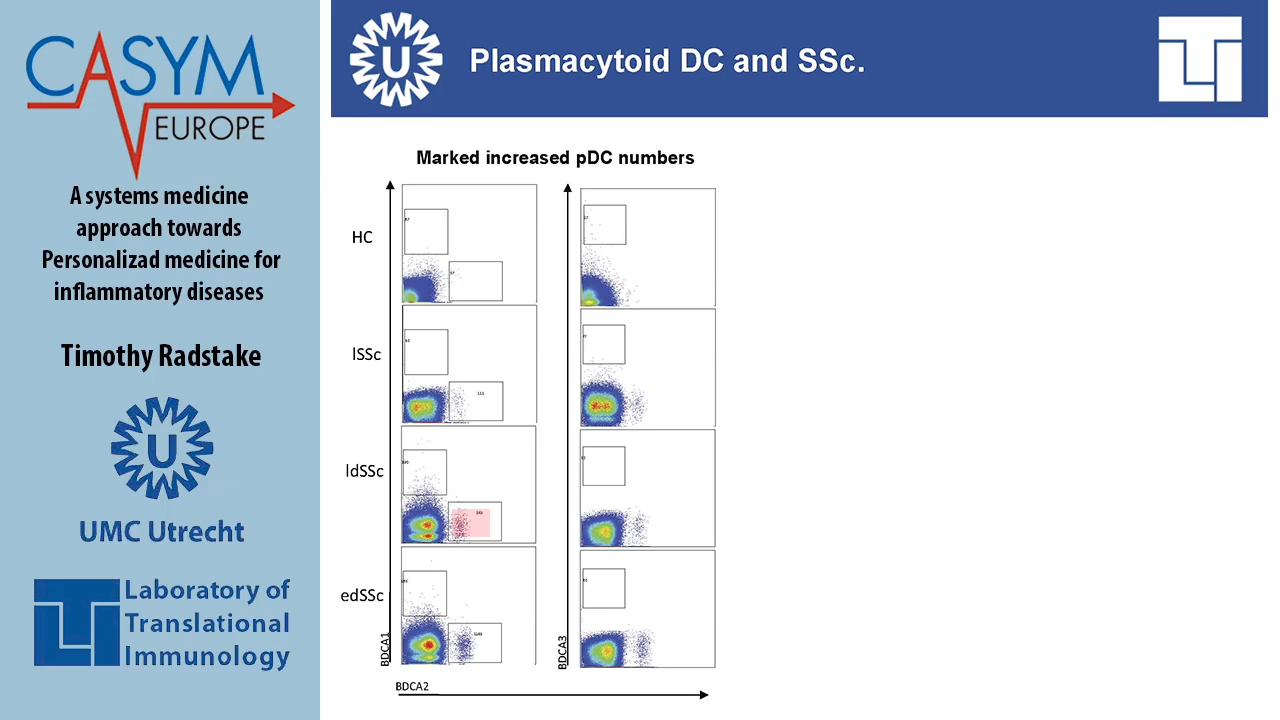 CASYM
EUROPE
A systems medicine
approach towards
Personalizad medicine for
inflammatory diseases
Timothy Radstake
U
UMC Utrecht
LTI
Laboratory of
Translational
Immunology
U
Plasmacytoid DC and SSc.
Marked increased pDC numbers
HC
lSSc
ldSSc
edSSc
BDCA1
BDCA3
BDCA2